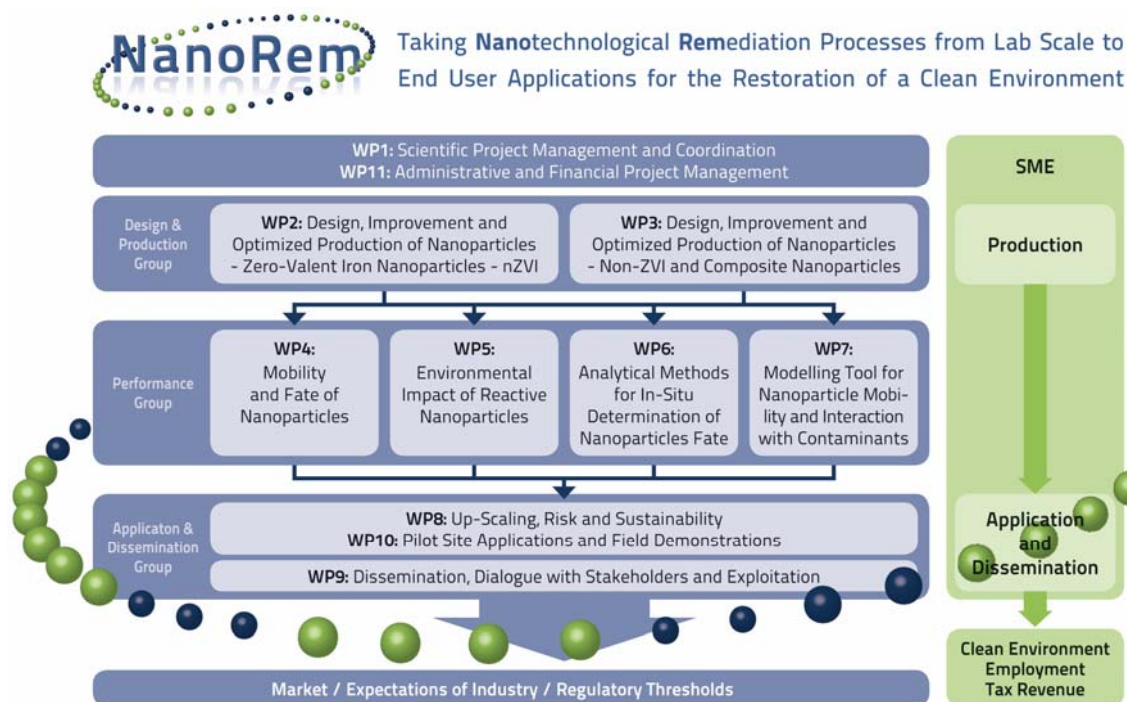 NanoRem
Taking Nanotechnological Remediation Processes from Lab Scale to
End User Applications for the Restoration of a Clean Environment
WP1: Scientific Project Management and Coordination
WP11: Administrative and Financial Project Management
Design &
Production
Group
WP2: Design, Improvement and
Optimized Production of Nanoparticles
- Zero-Valent Iron Nanoparticles - nZVI
WP3: Design, Improvement and
Optimized Production of Nanoparticles
- Non-ZVI and Composite Nanoparticles
Performance
Group
WP4:
Mobility
and Fate of
Nanoparticles
WP5:
Environmental
Impact of Reactive
Nanoparticles
WP6:
Analytical Methods
for In-Situ
Determination of
Nanoparticles Fate
WP7:
Modelling Tool for
Nanoparticle Mobi-
lity and Interaction
with Contaminants
Applicaton &
Dissemination
Group
WP8: Up-Scaling, Risk and Sustainability
WP10: Pilot Site Applications and Field Demonstrations
WP9: Dissemination, Dialogue with Stakeholders and Exploitation
Market / Expectations of Industry / Regulatory Thresholds
SME
Production
Application
and
Dissemination
Clean Environment
Employment
Tax Revenue